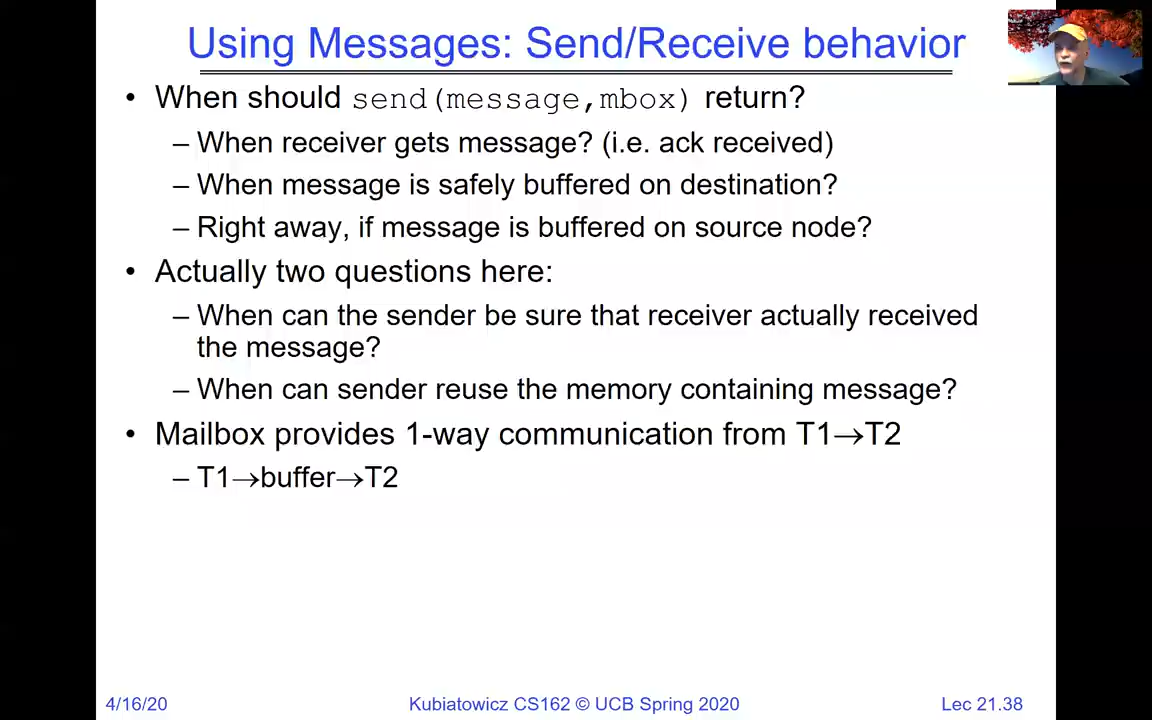 Using Messages: Send/Receive behavior
• When should send(message,mbox) return?
– When receiver gets message? (i.e. ack received)
– When message is safely buffered on destination?
– Right away, if message is buffered on source node?
• Actually two questions here:
– When can the sender be sure that receiver actually received
the message?
– When can sender reuse the memory containing message?
• Mailbox provides 1-way communication from T1→T2
– T1→buffer→T2
4/16/20
Kubiatowicz CS162 © UCB Spring 2020
Lec 21.38